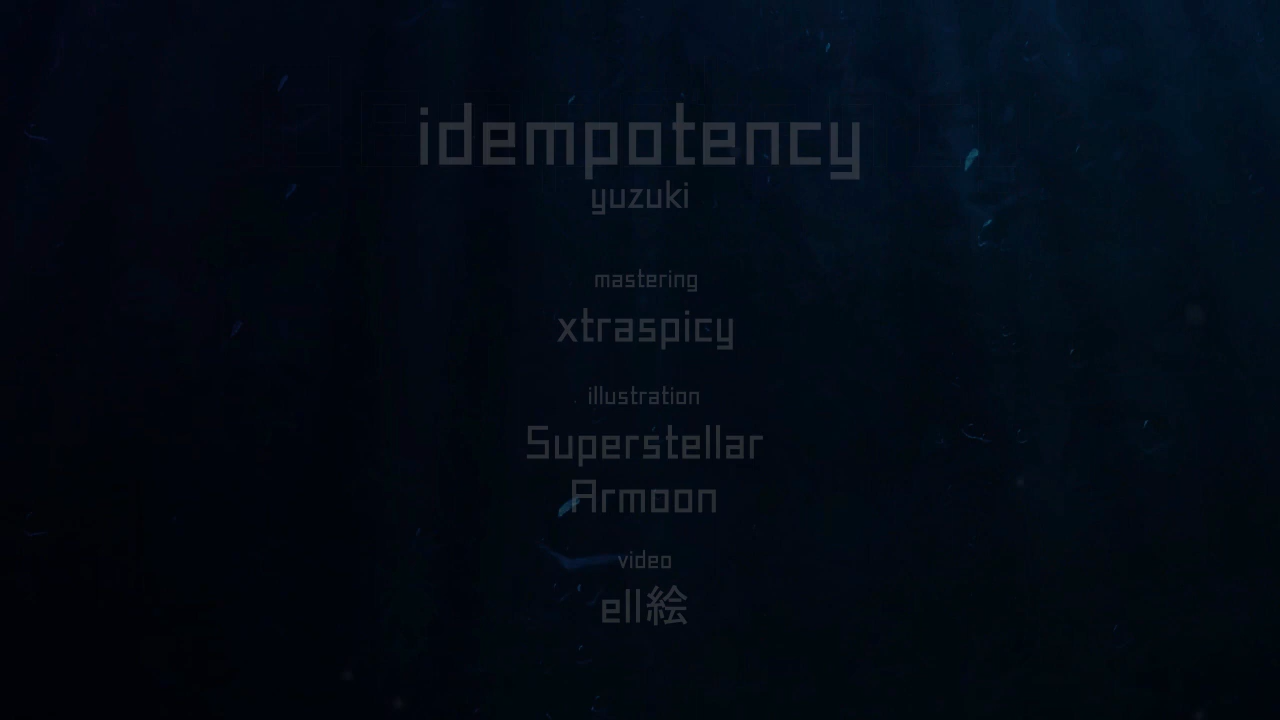 idempotency
yuzuki
mastering
xtraspicy
illustration
Superstellar
Armoon
video
ell絵